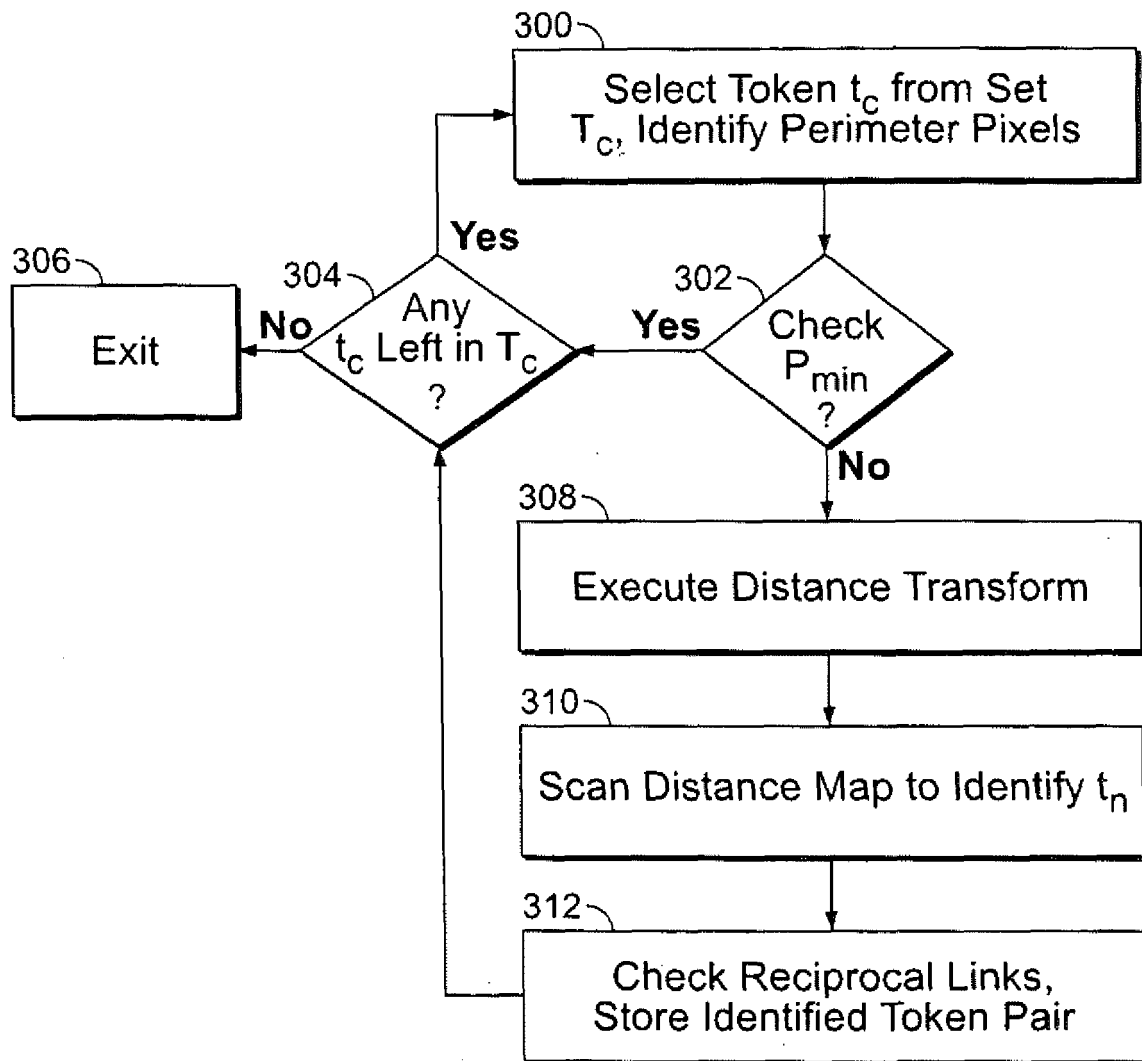 300
Select Token t_c from Set
T_c, Identify Perimeter Pixels
Yes
306
304
302
Exit
No
Any
t_c Left in T_c
?
Yes
Check
P_min
?
No
308
Execute Distance Transform
310
Scan Distance Map to Identify t_n
312
Check Reciprocal Links,
Store Identified Token Pair